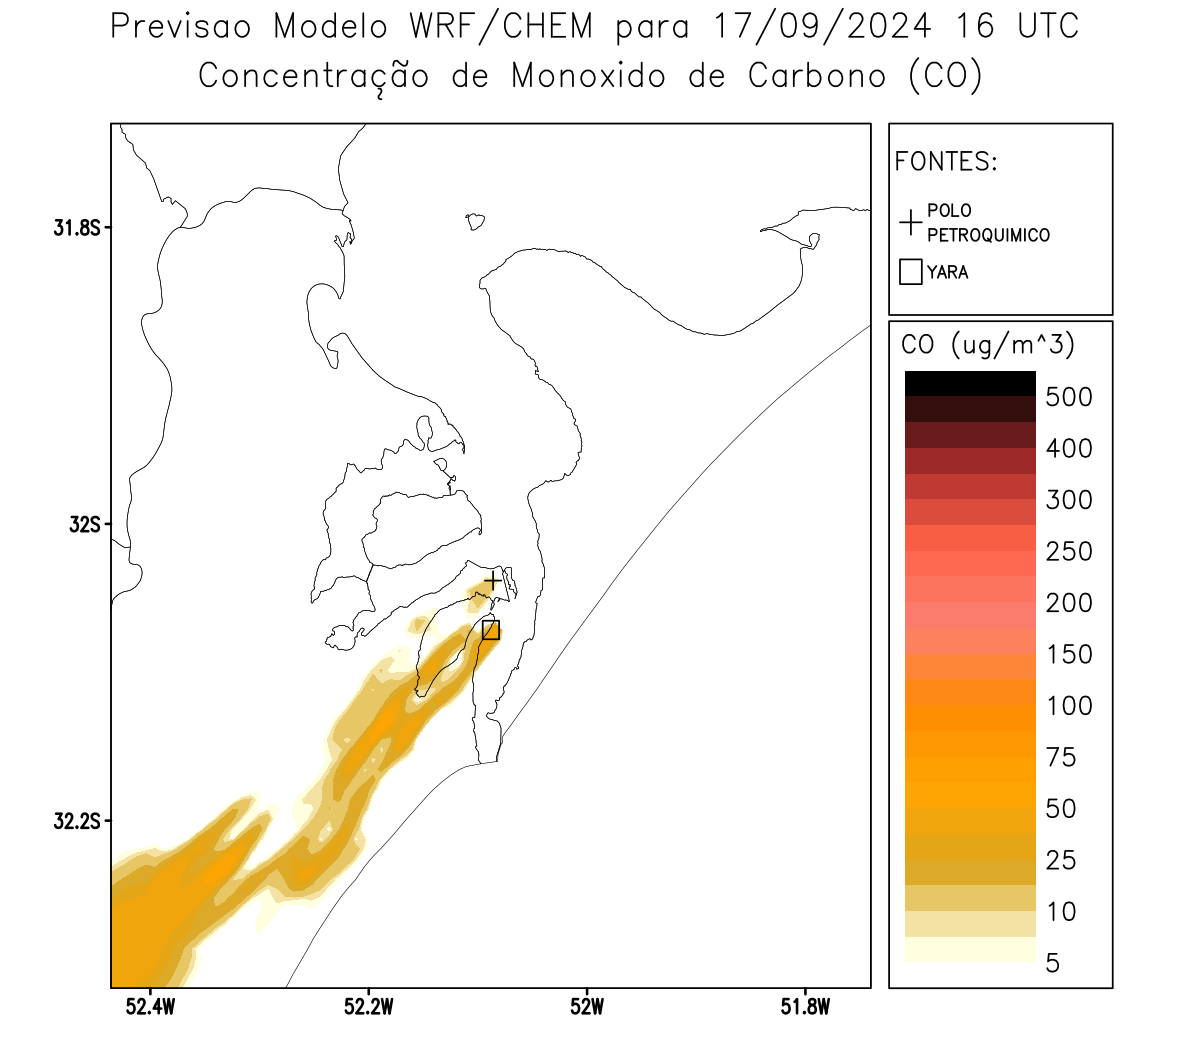 Previsao Modelo WRF/CHEM para 17/09/2024 16 UTC
Concentração de Monoxido de Carbono (CO)
FONTES:
POLO
PETROQUIMICO
YARA
CO (ug/m^3)
500
400
300
250
200
150
100
75
50
25
10
5
31.8S
32S
32.2S
52.4W
52.2W
52W
51.8W